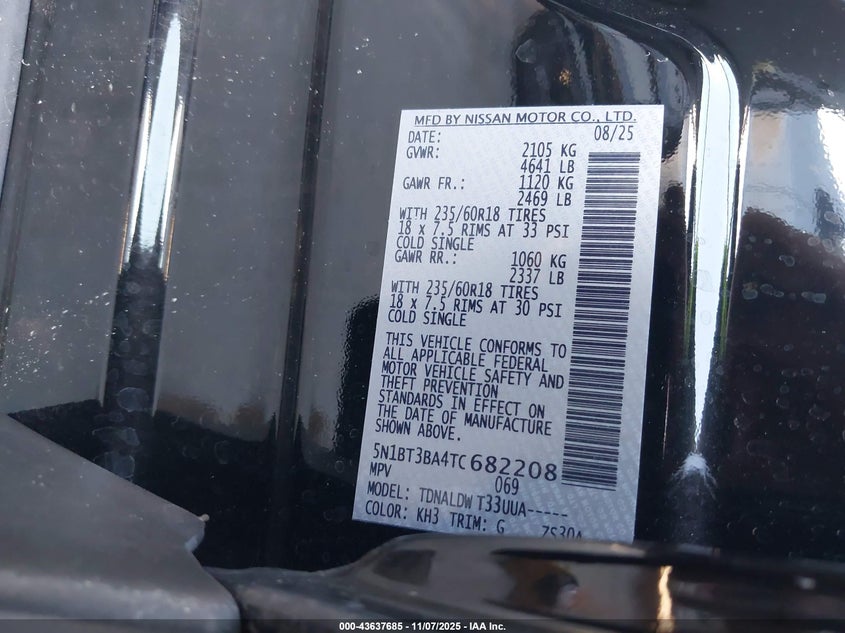 MFD BY NISSAN MOTOR CO., LTD.
DATE: 08/25
GVWR: 2105 KG
4641 LB
GAWR FR.: 1120 KG
2469 LB
WITH 235/60R18 TIRES
18 x 7.5 RIMS AT 33 PSI
COLD SINGLE
GAWR RR.: 1060 KG
2337 LB
WITH 235/60R18 TIRES
18 x 7.5 RIMS AT 30 PSI
COLD SINGLE
THIS VEHICLE CONFORMS TO
ALL APPLICABLE FEDERAL
MOTOR VEHICLE SAFETY AND
THEFT PREVENTION
STANDARDS IN EFFECT ON
THE DATE OF MANUFACTURE
SHOWN ABOVE.
5N1BT3BA4TC682208
MPV 069
MODEL: TDNALDW T33UUA-----
COLOR: KH3 TRIM: G ZS30A
000-43637685 - 11/07/2025 - IAA Inc.